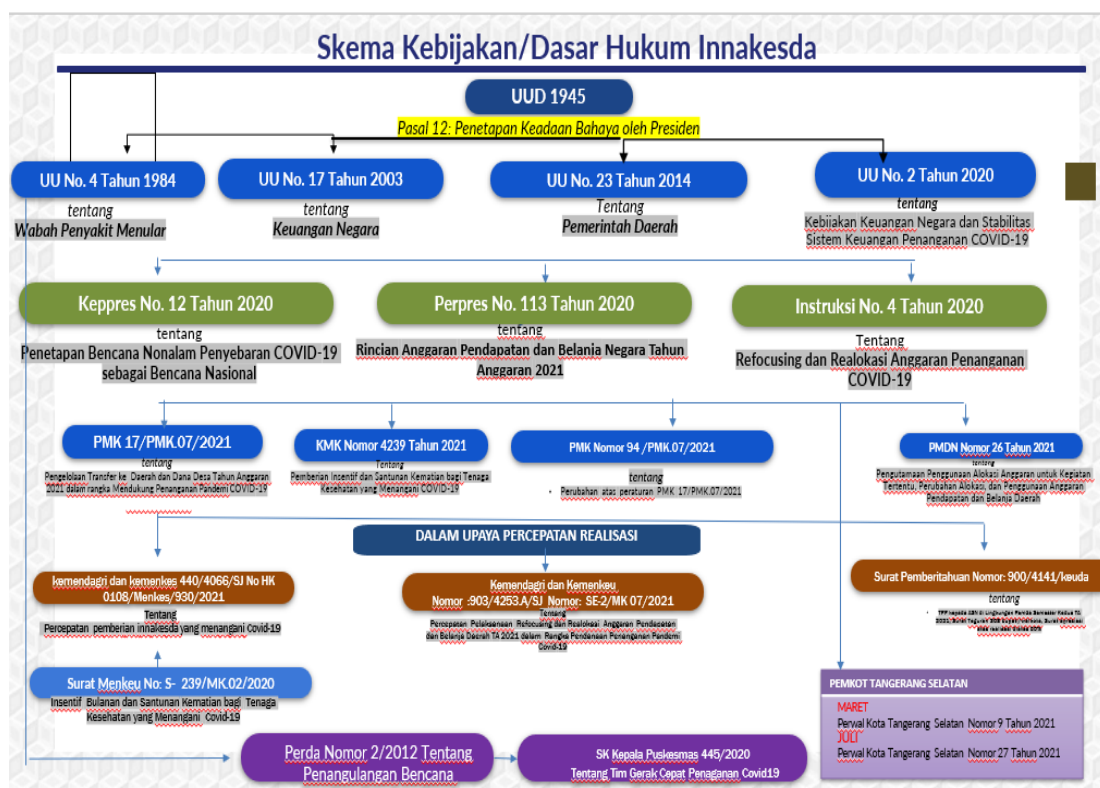 Skema Kebijakan/Dasar Hukum Innakesda
UUD 1945
Pasal 12: Penetapan Keadaan Bahaya oleh Presiden
UU No. 4 Tahun 1984
tentang
Wabah Penyakit Menular
UU No. 17 Tahun 2003
tentang
Keuangan Negara
UU No. 23 Tahun 2014
Tentang
Pemerintah Daerah
UU No. 2 Tahun 2020
tentang
Kebijakan Keuangan Negara dan Stabilitas
Sistem Keuangan Penanganan COVID-19
Keppres No. 12 Tahun 2020
tentang
Penetapan Bencana Nonalam Penyebaran COVID-19
sebagai Bencana Nasional
Perpres No. 113 Tahun 2020
tentang
Rincian Anggaran Pendapatan dan Belanja Negara Tahun
Anggaran 2021
Instruksi No. 4 Tahun 2020
Tentang
Refocusing dan Realokasi Anggaran Penanganan
COVID-19
PMK 17/PMK.07/2021
tentang
Pengelolaan Transfer ke Daerah dan Dana Desa Tahun Anggaran
2021 dalam rangka Mendukung Penanganan Pandemi COVID-19
KMK Nomor 4239 Tahun 2021
Tentang
Pemberian Insentif dan Santunan Kematian bagi Tenaga
Kesehatan yang Menangani COVID-19
PMK Nomor 94 /PMK.07/2021
tentang
• Perubahan atas peraturan PMK 17/PMK.07/2021
PMDN Nomor 26 Tahun 2021
tentang
Pengutamaan Penggunaan Alokasi Anggaran untuk Kegiatan
Tertentu, Perubahan Alokasi, dan Penggunaan Anggaran
Pendapatan dan Belanja Daerah
DALAM UPAYA PERCEPATAN REALISASI
kemendagri dan kemenkes 440/4066/SJ No HK
0108/Menkes/930/2021
Tentang
Percepatan pemberian innakesda yang menangani Covid-19
Kemendagri dan Kemenkeu
Nomor :903/4253.A/SJ Nomor: SE-2/MK 07/2021
Tentang
Percepatan Pelaksanaan Refocusing dan Realokasi Anggaran Pendapatan
dan Belanja Daerah TA 2021 dalam Rangka Pendanaan Penanganan Pandemi
Covid-19
Surat Pemberitahuan Nomor: 900/4141/keuda
tentang
Surat Menkeu No: S- 239/MK.02/2020
Insentif Bulanan dan Santunan Kematian bagi Tenaga
Kesehatan yang Menangani Covid-19
PEMKOT TANGERANG SELATAN
MARET
Perwal Kota Tangerang Selatan Nomor 9 Tahun 2021
JULI
Perwal Kota Tangerang Selatan Nomor 27 Tahun 2021
Perda Nomor 2/2012 Tentang
Penangulangan Bencana
SK Kepala Puskesmas 445/2020
Tentang Tim Gerak Cepat Penaganan Covid19